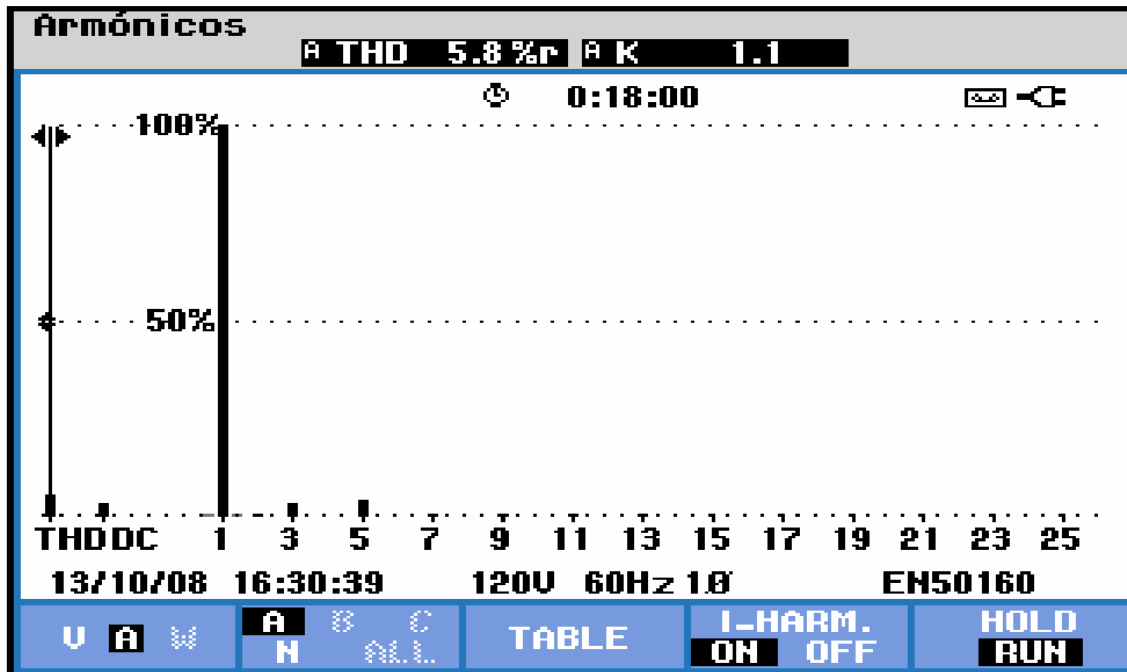 Armónicos
A THD 5.8 %r A K 1.1
0:18:00
100%
50%
THD DC 1 3 5 7 9 11 13 15 17 19 21 23 25
13/10/08 16:30:39 120V 60Hz 1Ø EN50160
V A W
A B C
N ALL
TABLE
I-HARM.
ON OFF
HOLD
RUN